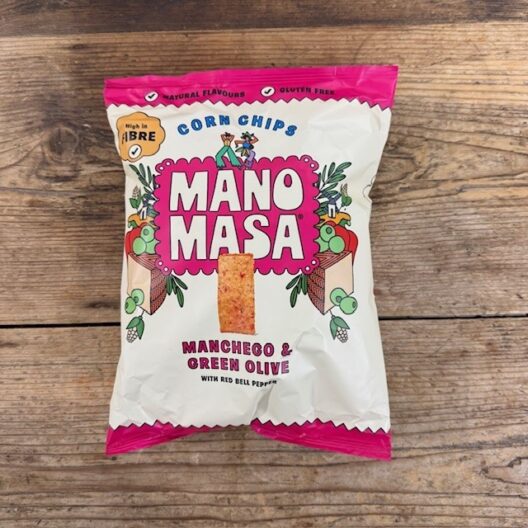 NATURAL FLAVOURS GLUTEN FREE
High in
FIBRE
CORN CHIPS
MANO
MASA®
MANCHEGO &
GREEN OLIVE
WITH RED BELL PEPPER